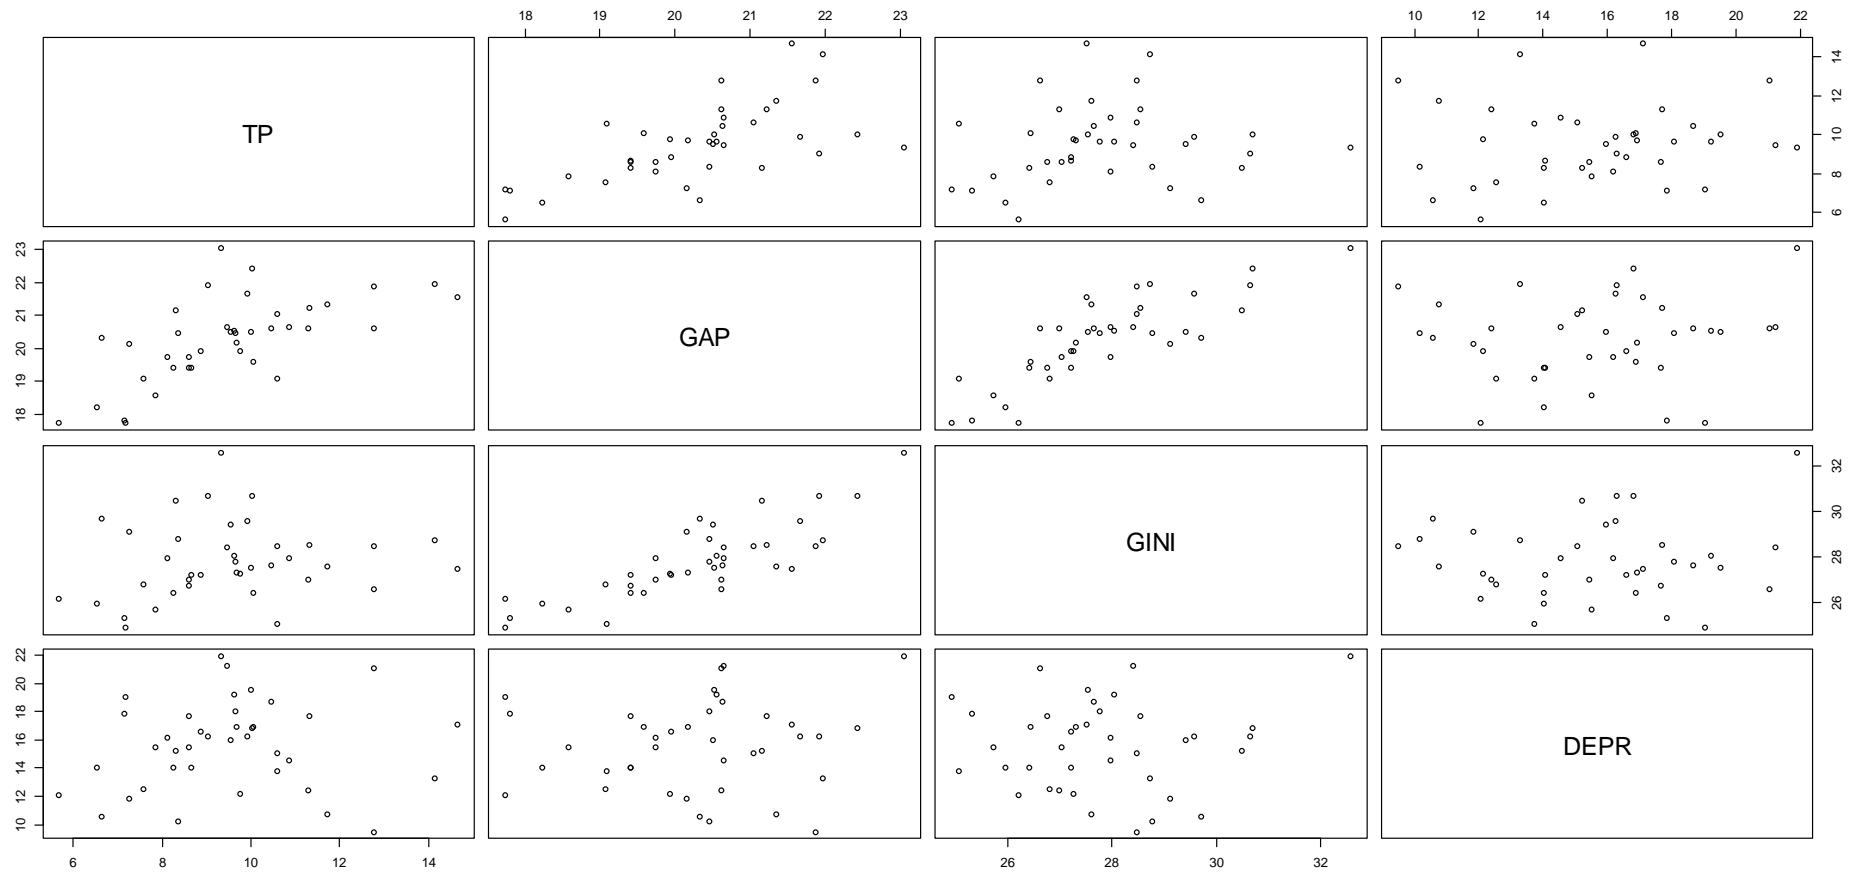 18 19 20 21 22 23 10 12 14 16 18 20 22
TP
6 8 10 12 14
18 19 20 21 22 23
GAP
GINI
26 28 30 32
10 12 14 16 18 20 22
DEPR
6 8 10 12 14 26 28 30 32